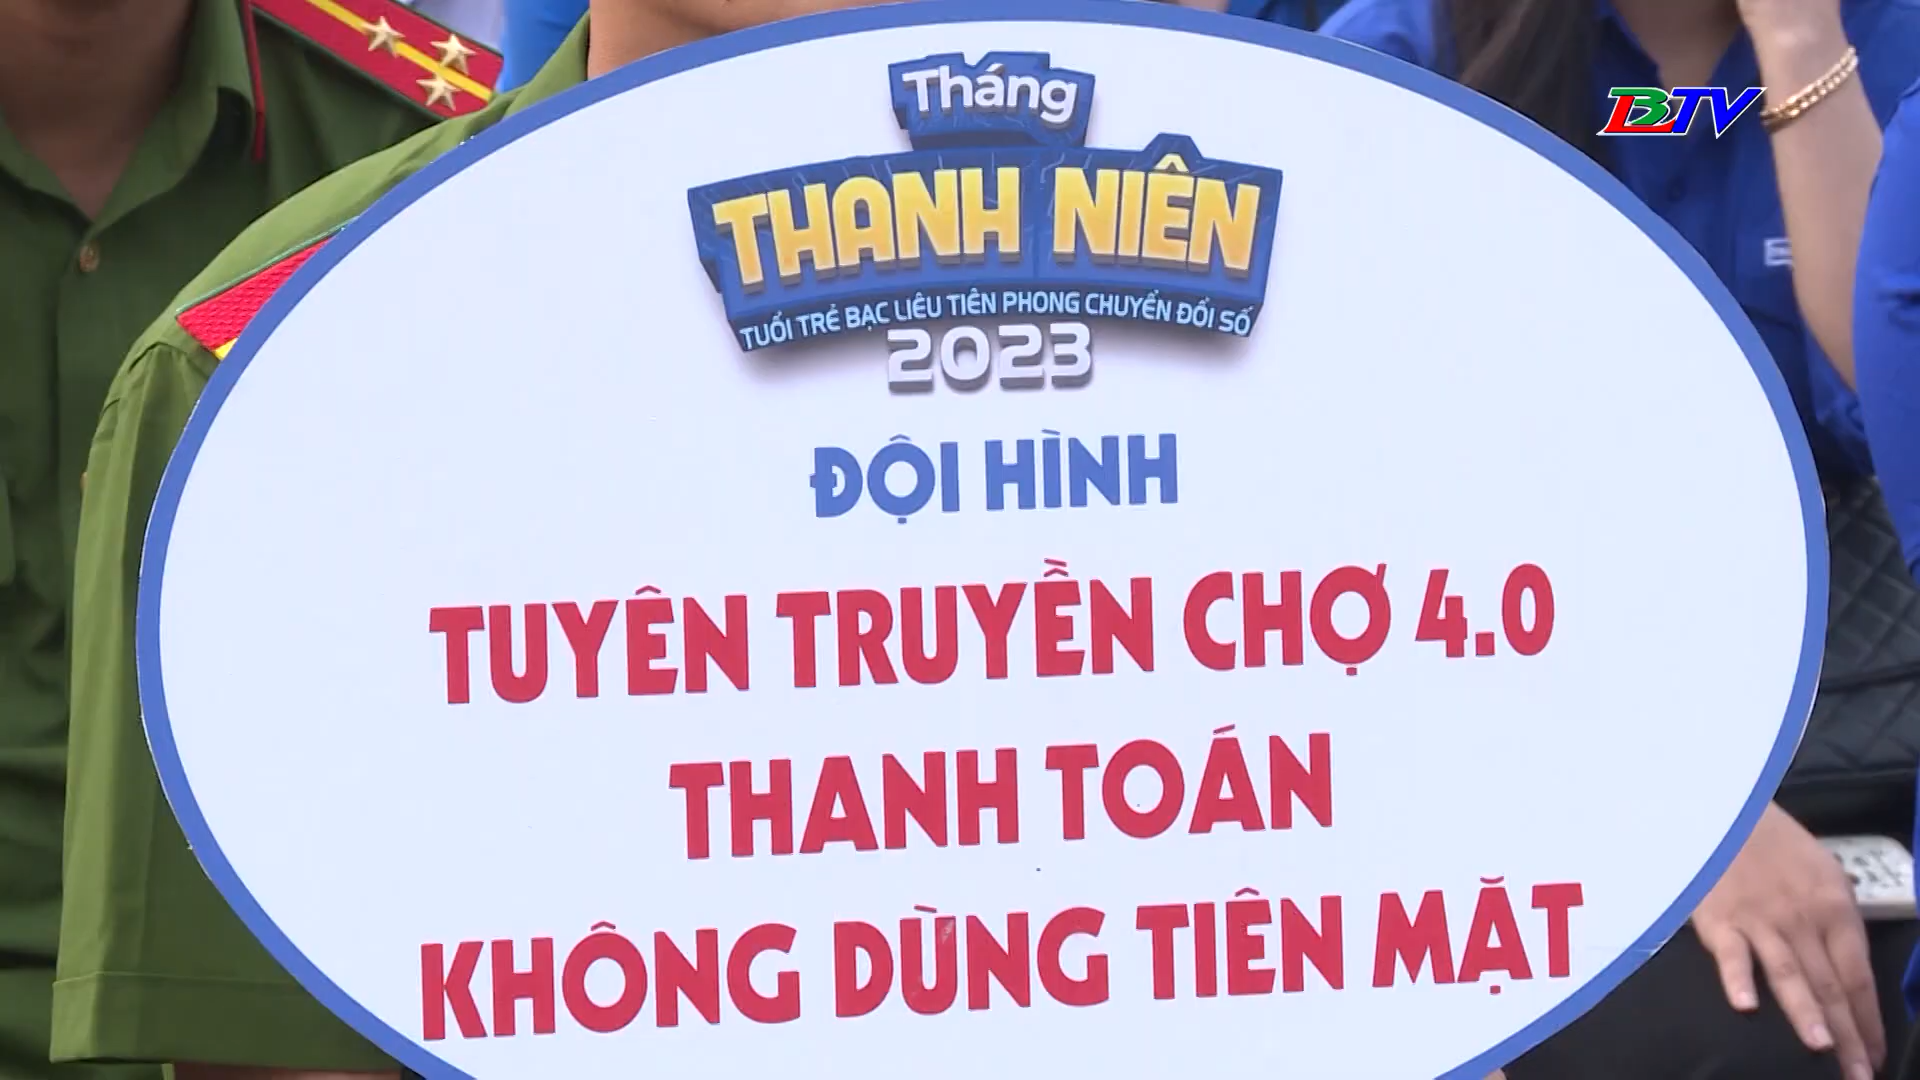 BTV
Tháng
THANH NIÊN
TUỔI TRẺ BẠC LIÊU TIÊN PHONG CHUYỂN ĐỔI SỐ
2023
ĐỘI HÌNH
TUYÊN TRUYỀN CHỢ 4.0
THANH TOÁN
KHÔNG DÙNG TIÊN MẶT